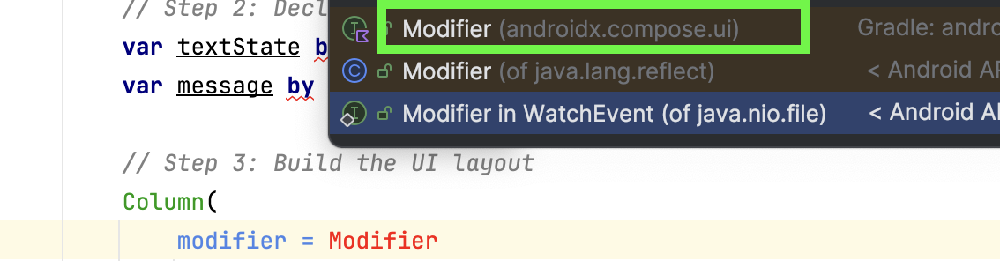 // Step 2: Decl
Modifier (androidx.compose.ui) Gradle: andro
var textState b
Modifier (of java.lang.reflect) < Android AP
var message by
Modifier in WatchEvent (of java.nio.file) < Android AP
// Step 3: Build the UI layout
Column(
modifier = Modifier